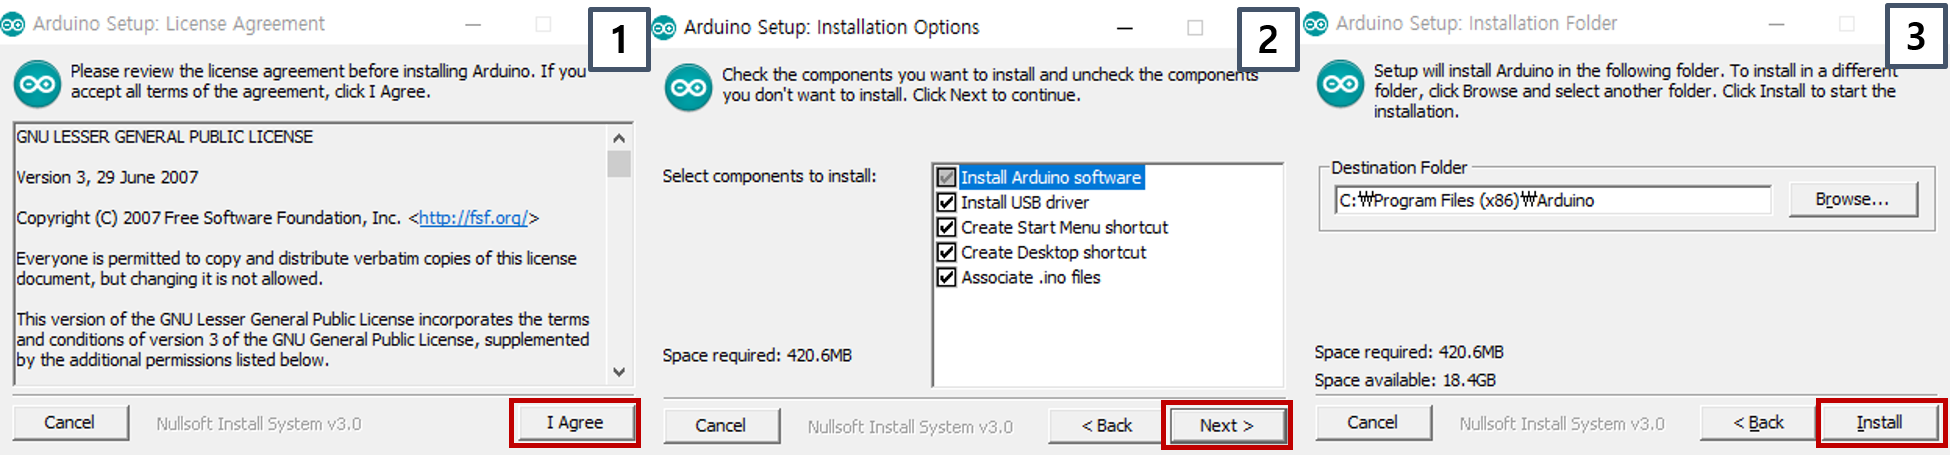 Arduino Setup: License Agreement
1
Please review the license agreement before installing Arduino. If you
accept all terms of the agreement, click I Agree.
GNU LESSER GENERAL PUBLIC LICENSE
Version 3, 29 June 2007
Copyright (C) 2007 Free Software Foundation, Inc. <http://fsf.org/>
Everyone is permitted to copy and distribute verbatim copies of this license
document, but changing it is not allowed.
This version of the GNU Lesser General Public License incorporates the terms
and conditions of version 3 of the GNU General Public License, supplemented
by the additional permissions listed below.
Cancel
Nullsoft Install System v3.0
I Agree
Arduino Setup: Installation Options
2
Check the components you want to install and uncheck the components
you don't want to install. Click Next to continue.
Select components to install:
Install Arduino software
Install USB driver
Create Start Menu shortcut
Create Desktop shortcut
Associate .ino files
Space required: 420.6MB
Cancel
Nullsoft Install System v3.0
< Back
Next >
Arduino Setup: Installation Folder
3
Setup will install Arduino in the following folder. To install in a different
folder, click Browse and select another folder. Click Install to start the
installation.
Destination Folder
C:₩Program Files (x86)₩Arduino
Browse...
Space required: 420.6MB
Space available: 18.4GB
Cancel
Nullsoft Install System v3.0
< Back
Install